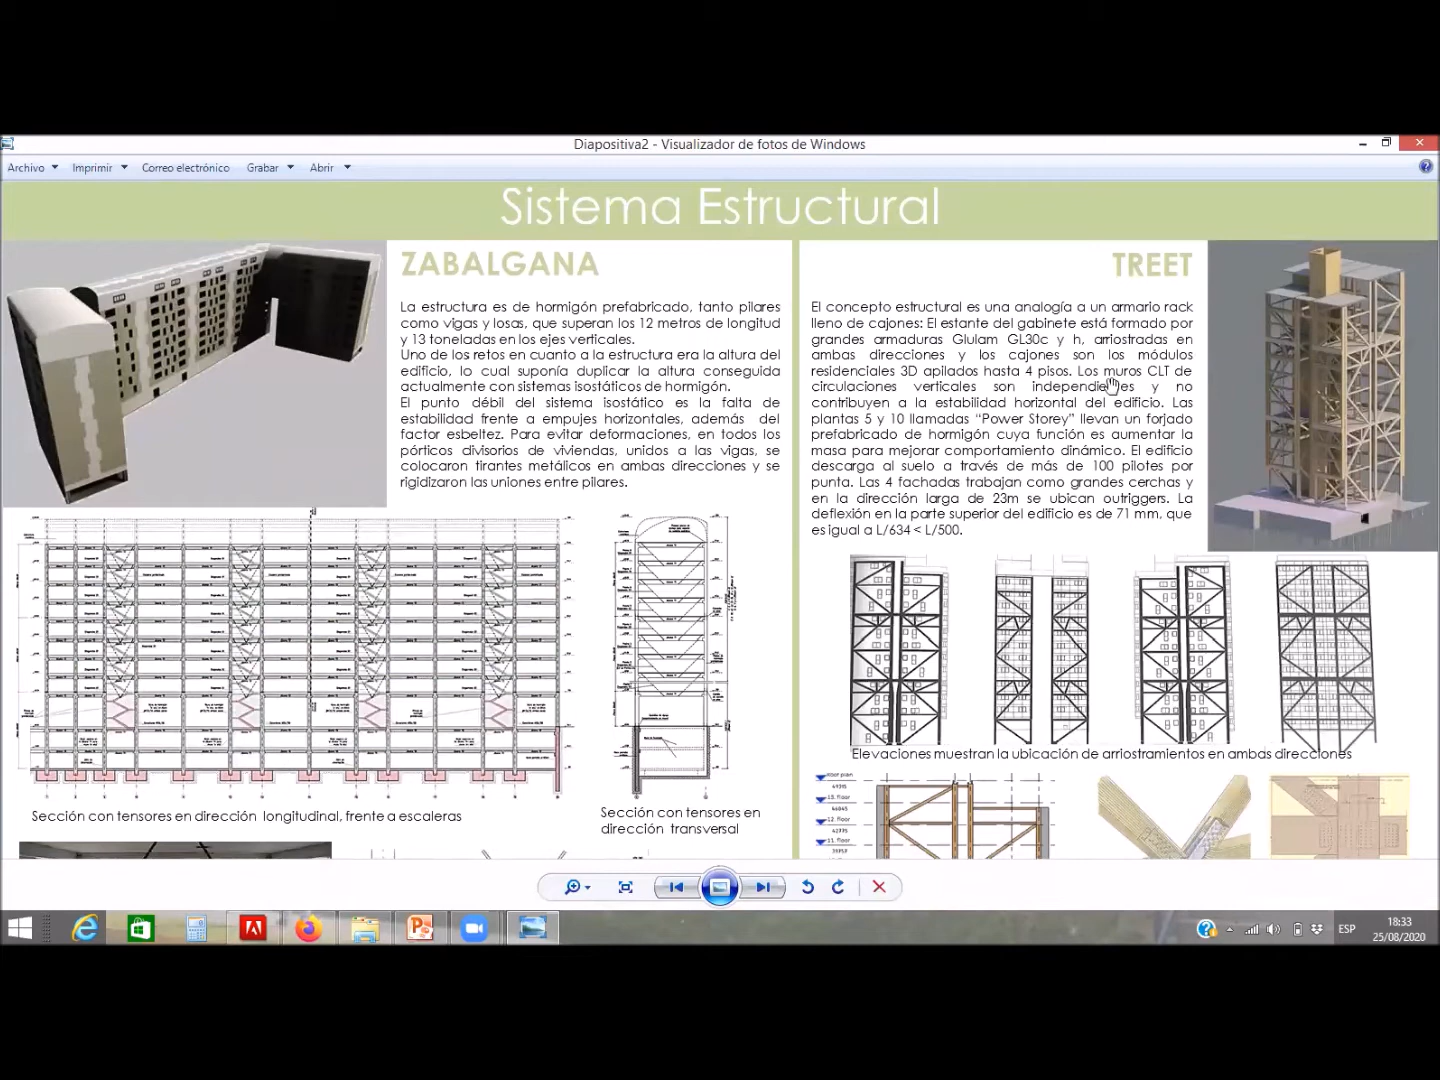 Diapositiva2 - Visualizador de fotos de Windows
Archivo
Imprimir
Correo electrónico
Grabar
Abrir
Sistema Estructural
ZABALGANA
La estructura es de hormigón prefabricado, tanto pilares
como vigas y losas, que superan los 12 metros de longitud
y 13 toneladas en los ejes verticales.
Uno de los retos en cuanto a la estructura era la altura del
edificio, lo cual suponía duplicar la altura conseguida
actualmente con sistemas isostáticos de hormigón.
El punto débil del sistema isostático es la falta de
estabilidad frente a empujes horizontales, además del
factor esbeltez. Para evitar deformaciones, en todos los
pórticos divisorios de viviendas, unidos a las vigas, se
colocaron tirantes metálicos en ambas direcciones y se
rigidizaron las uniones entre pilares.
Sección con tensores en dirección longitudinal, frente a escaleras
Sección con tensores en
dirección transversal
TREET
El concepto estructural es una analogía a un armario rack
lleno de cajones: El estante del gabinete está formado por
grandes armaduras Glulam GL30c y h, arriostradas en
ambas direcciones y los cajones son los módulos
residenciales 3D apilados hasta 4 pisos. Los muros CLT de
circulaciones verticales son independientes y no
contribuyen a la estabilidad horizontal del edificio. Las
plantas 5 y 10 llamadas “Power Storey” llevan un forjado
prefabricado de hormigón cuya función es aumentar la
masa para mejorar comportamiento dinámico. El edificio
descarga al suelo a través de más de 100 pilotes por
punta. Las 4 fachadas trabajan como grandes cerchas y
en la dirección larga de 23m se ubican outriggers. La
deflexión en la parte superior del edificio es de 71 mm, que
es igual a L/634 < L/500.
Elevaciones muestran la ubicación de arriostramientos en ambas direcciones
13. floor
12. floor
11. floor
ESP
18:33
25/08/2020